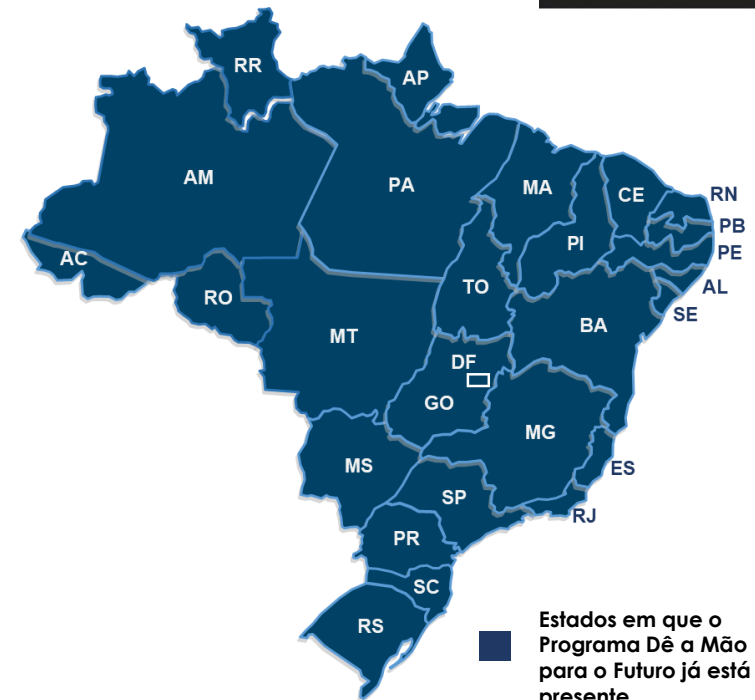 RR
AP
AM
PA
MA
CE
RN
PB
PI
PE
AC
TO
AL
RO
SE
BA
MT
DF
GO
MG
MS
ES
SP
RJ
PR
SC
RS
Estados em que o
Programa Dê a Mão
para o Futuro já está
presente